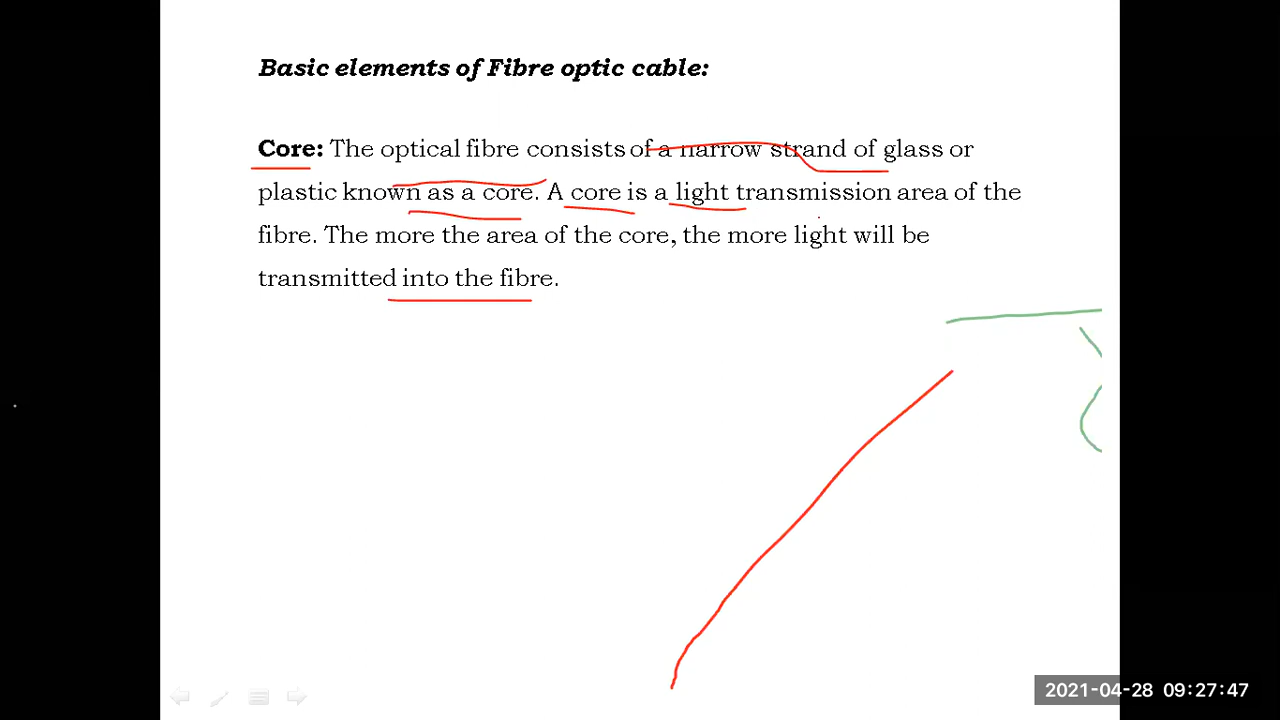 Basic elements of Fibre optic cable:
Core: The optical fibre consists of a narrow strand of glass or
plastic known as a core. A core is a light transmission area of the
fibre. The more the area of the core, the more light will be
transmitted into the fibre.
2021-04-28 09:27:47